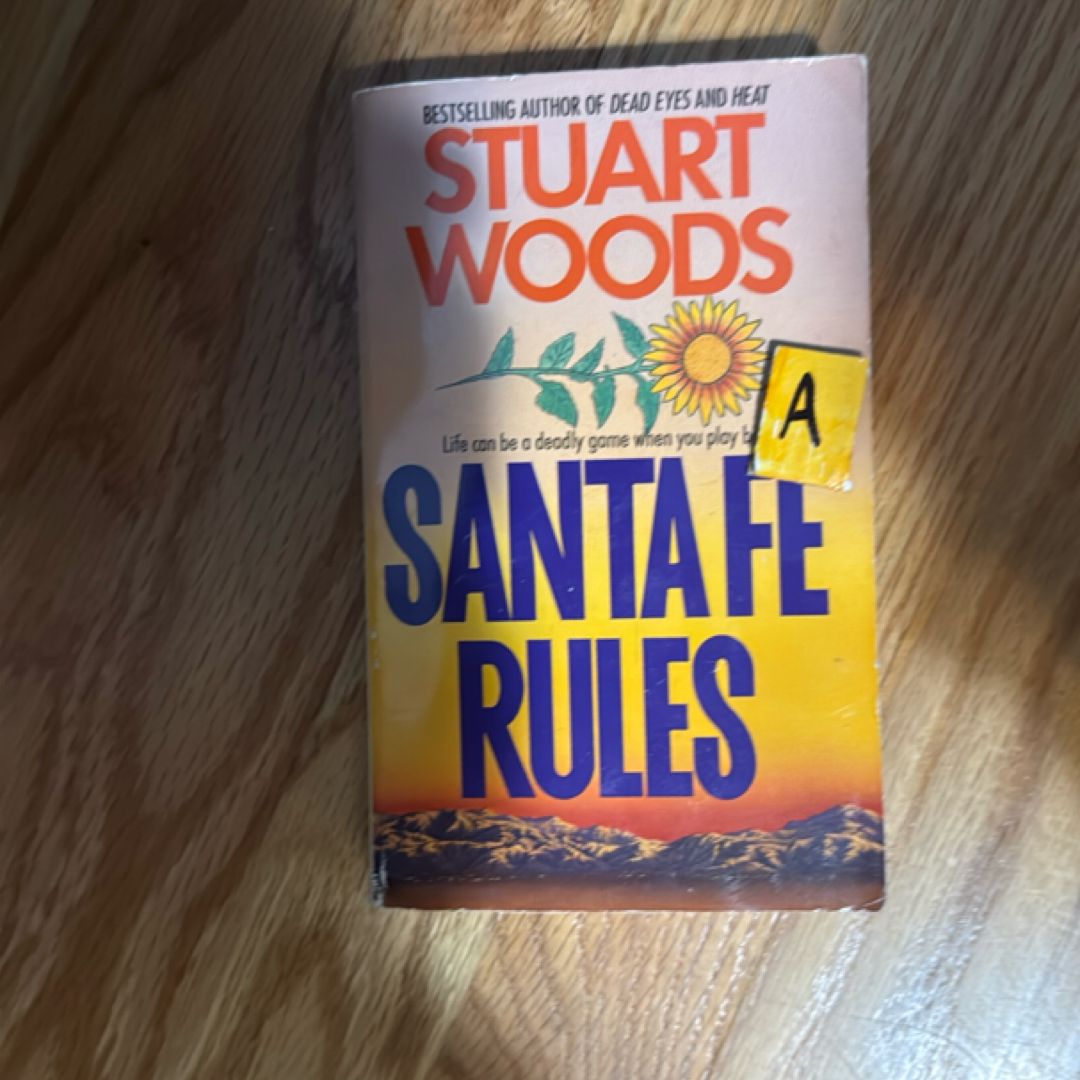 BESTSELLING AUTHOR OF DEAD EYES AND HEAT
STUART
WOODS
A
Life can be a deadly game when you play
SANTA FE
RULES